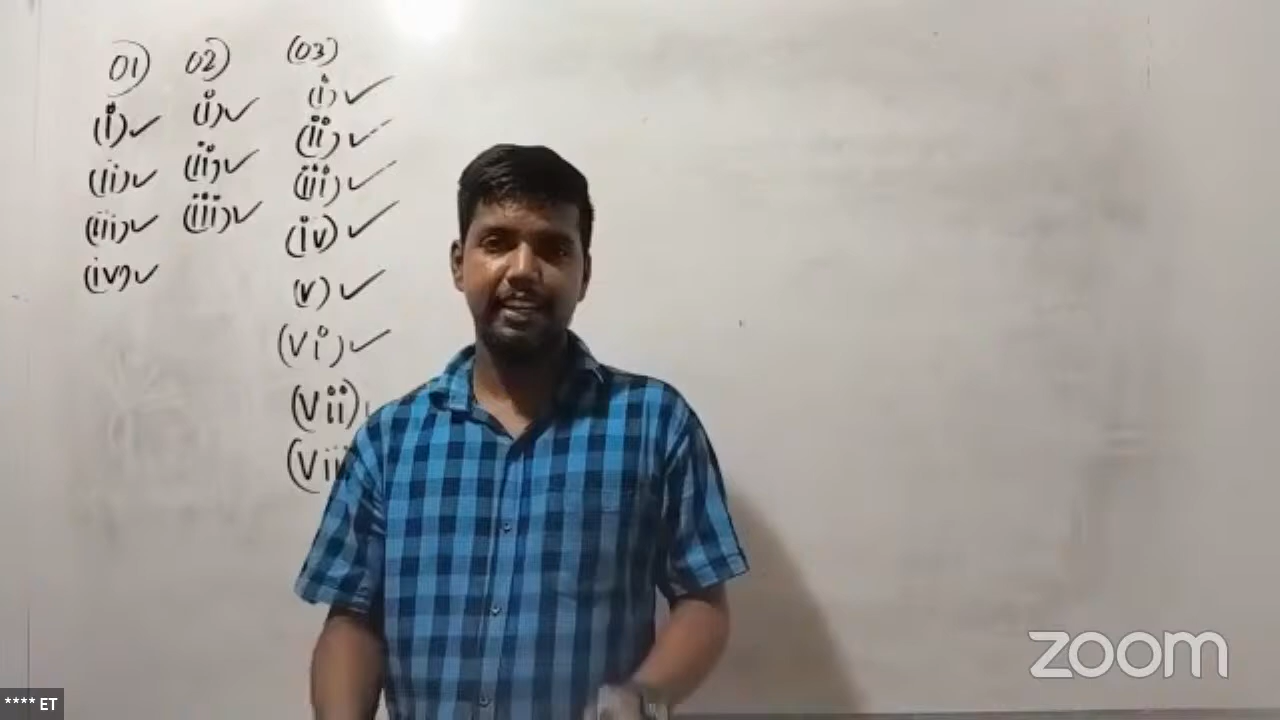 01) 02) (03)
(i)✓ (i)✓ (i)✓
(ii)✓ (ii)✓ (ii)✓
(iii)✓ (iii)✓ (iii)✓
(iv)✓ (iv)✓
(v)✓
(vi)✓
(vii)
zoom
**** ET